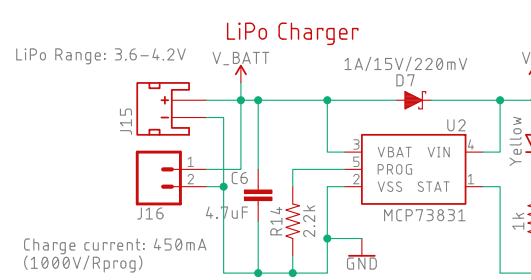 LiPo Charger
LiPo Range: 3.6-4.2V
V_BATT
V
1A/15V/220mV
D7
J15
+
-
U2
Yellow
3 VBAT VIN 4
5 PROG
2 VSS STAT 1
MCP73831
1
2
J16
C6
4.7uF
R14
2.2k
1k
GND
Charge current: 450mA
(1000V/Rprog)